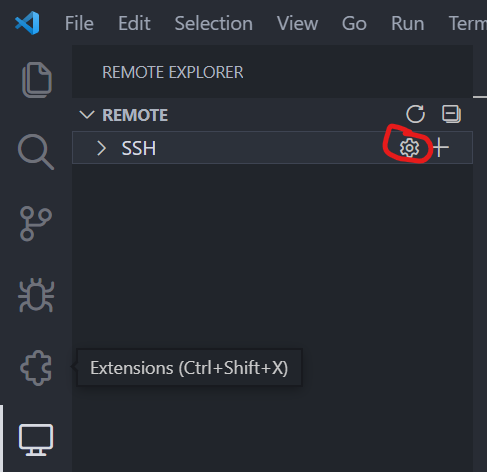 File Edit Selection View Go Run Term
REMOTE EXPLORER
REMOTE
SSH
Extensions (Ctrl+Shift+X)